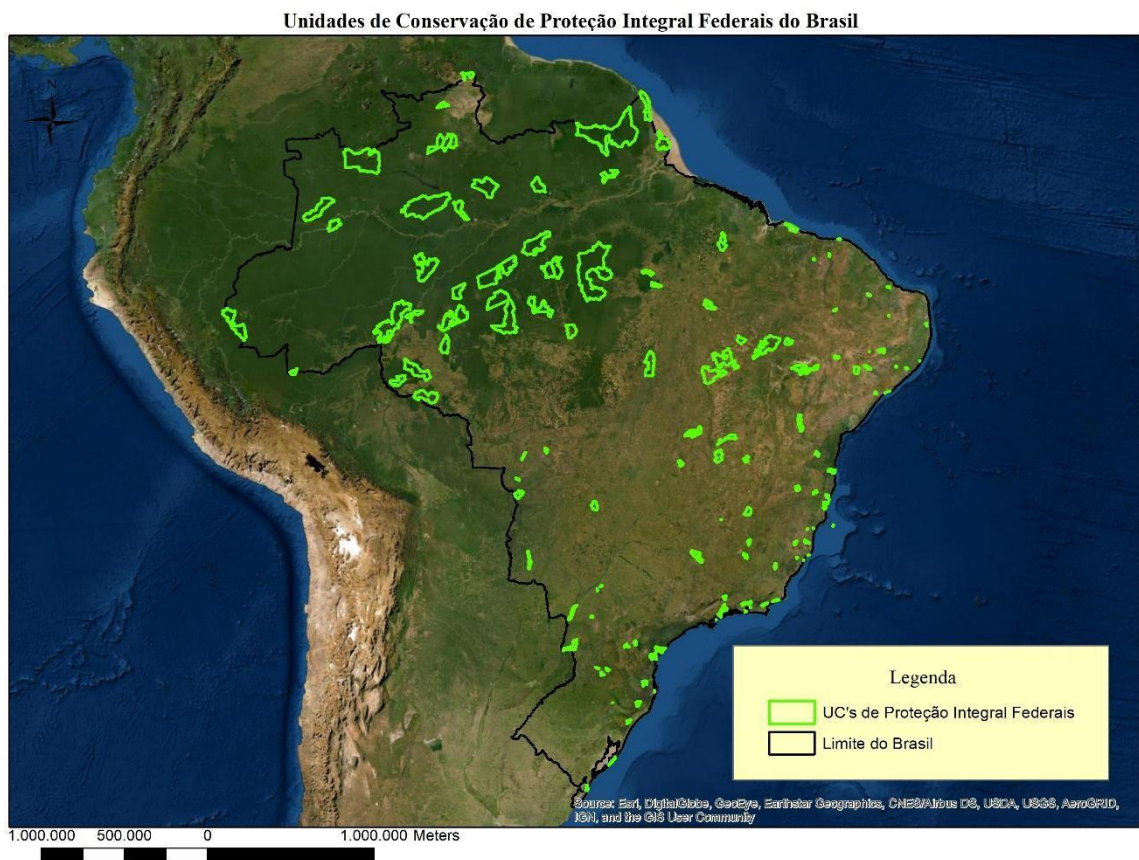 Unidades de Conservação de Proteção Integral Federais do Brasil
N
Legenda
UC's de Proteção Integral Federais
Limite do Brasil
Source: Esri, DigitalGlobe, GeoEye, Earthstar Geographics, CNES/Airbus DS, USDA, USGS, AeroGRID,
IGN, and the GIS User Community
1.000.000 500.000 0 1.000.000 Meters